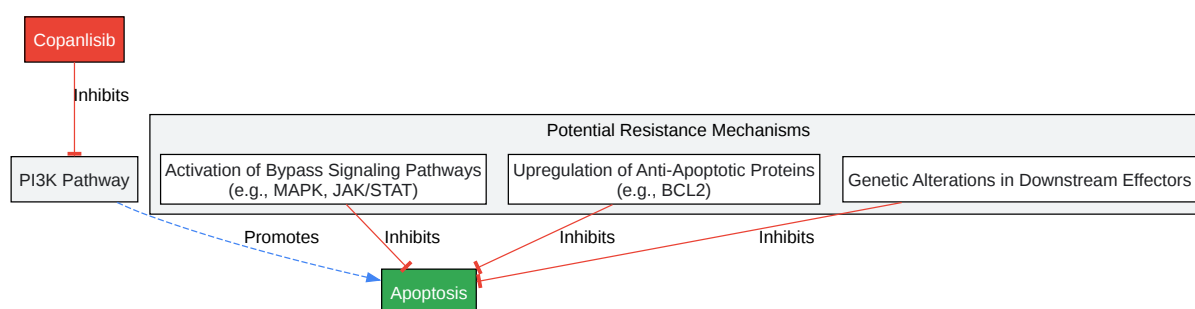 Copanlisib
Inhibits
Potential Resistance Mechanisms
PI3K Pathway
Activation of Bypass Signaling Pathways
(e.g., MAPK, JAK/STAT)
Upregulation of Anti-Apoptotic Proteins
(e.g., BCL2)
Genetic Alterations in Downstream Effectors
Promotes
Inhibits
Inhibits
Inhibits
Apoptosis